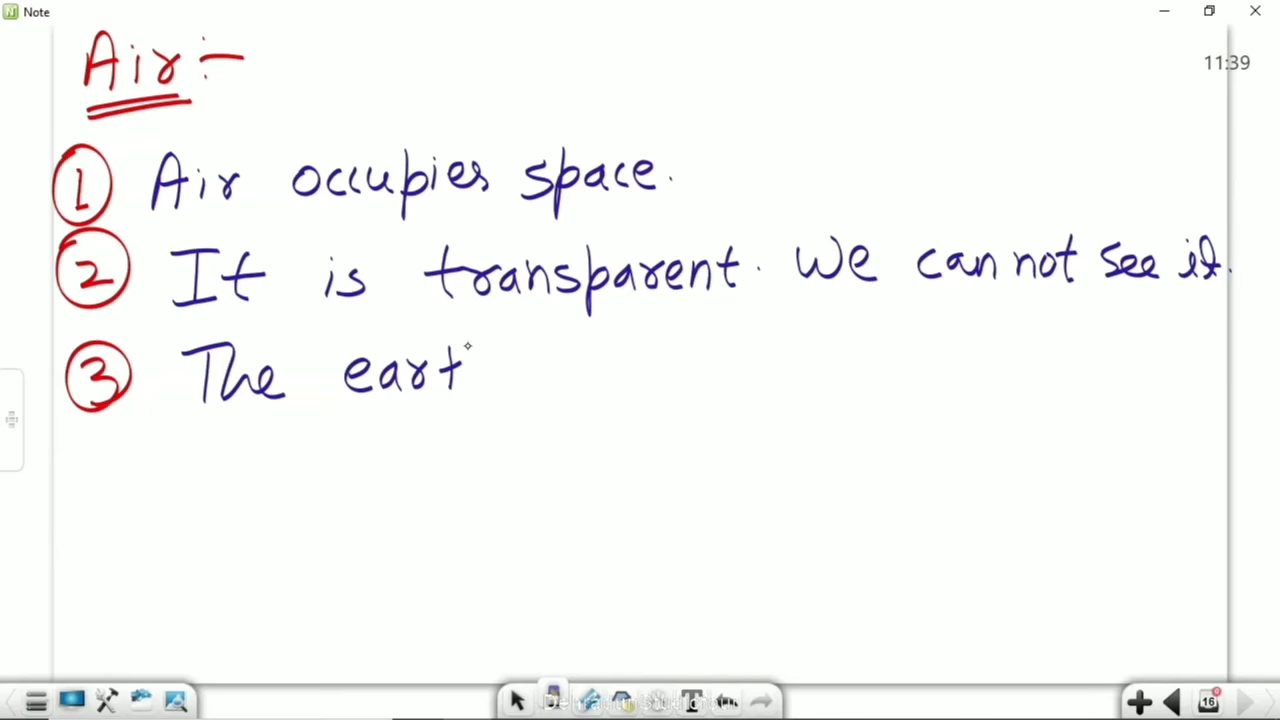 Note
Air :-
11:39
1 Air occupies space.
2 It is transparent. We can not see it.
3 The eart
16